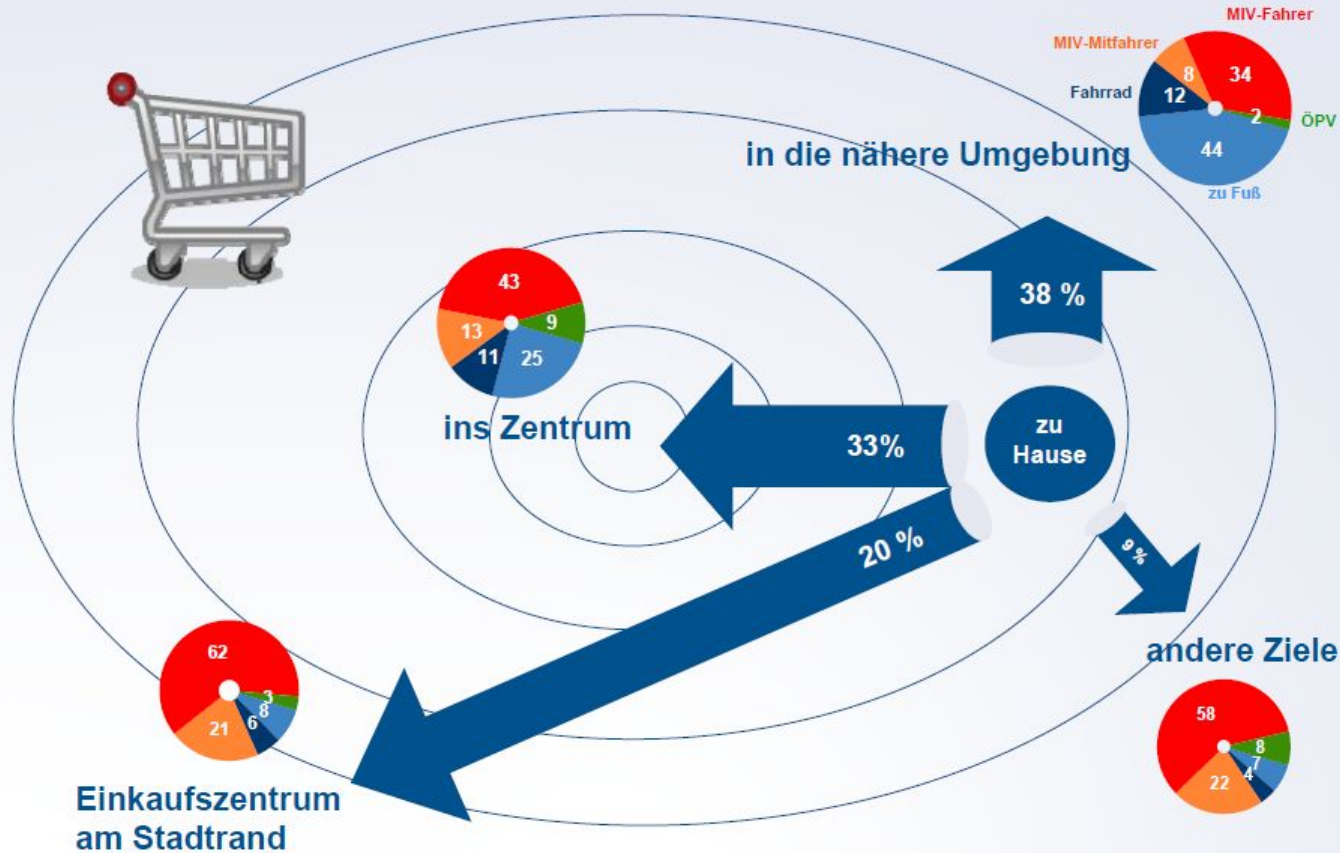 MIV-Fahrer
MIV-Mitfahrer
8
34
Fahrrad
12
2
ÖPV
44
zu Fuß
in die nähere Umgebung
38 %
43
13
9
11
25
ins Zentrum
33%
zu
Hause
20 %
9 %
62
3
8
6
21
Einkaufszentrum
am Stadtrand
andere Ziele
58
8
7
4
22